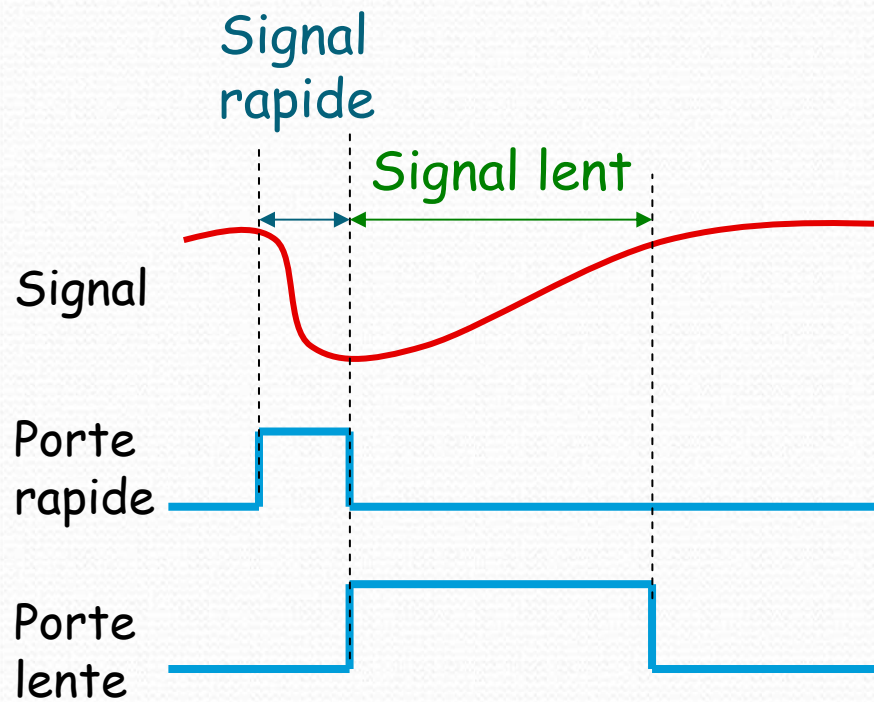 Signal
rapide
Signal lent
Signal
Porte
rapide
Porte
lente